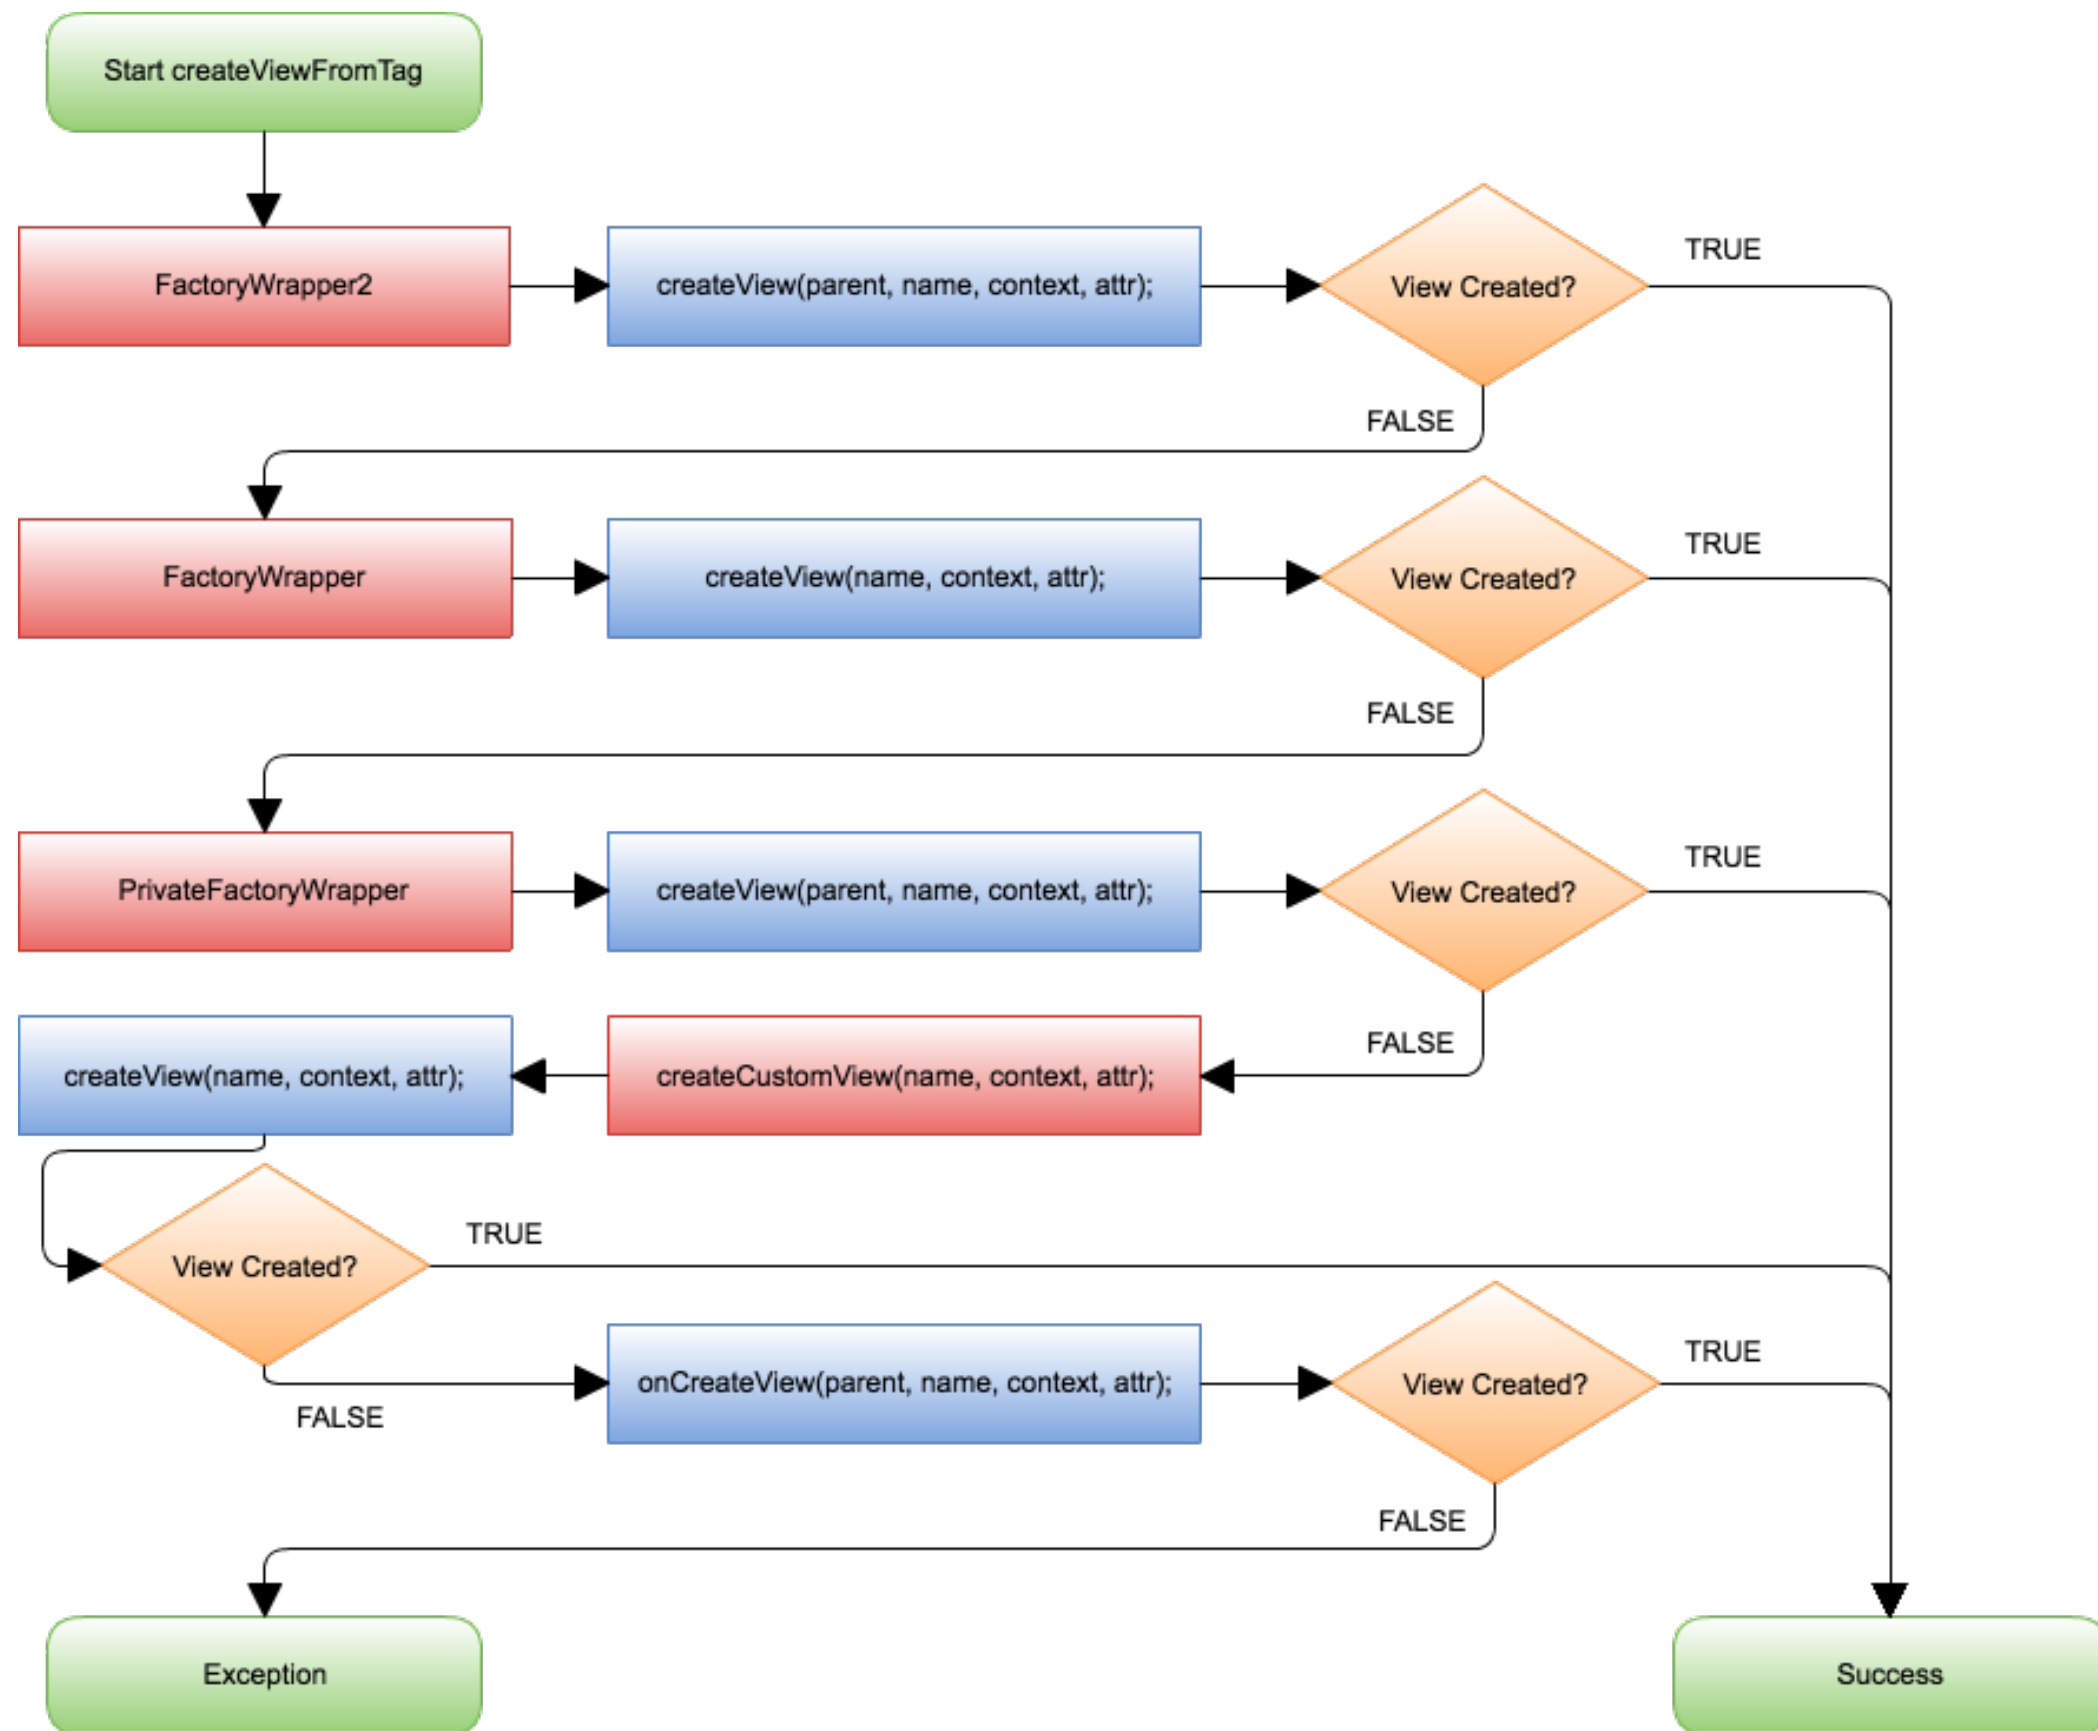 Start createViewFromTag
FactoryWrapper2
createView(parent, name, context, attr);
View Created?
TRUE
FALSE
FactoryWrapper
createView(name, context, attr);
View Created?
TRUE
FALSE
PrivateFactoryWrapper
createView(parent, name, context, attr);
View Created?
TRUE
FALSE
createCustomView(name, context, attr);
createView(name, context, attr);
View Created?
TRUE
FALSE
onCreateView(parent, name, context, attr);
View Created?
TRUE
FALSE
Exception
Success